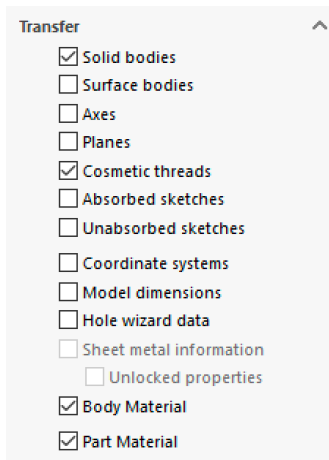 Transfer
Solid bodies
Surface bodies
Axes
Planes
Cosmetic threads
Absorbed sketches
Unabsorbed sketches
Coordinate systems
Model dimensions
Hole wizard data
Sheet metal information
Unlocked properties
Body Material
Part Material